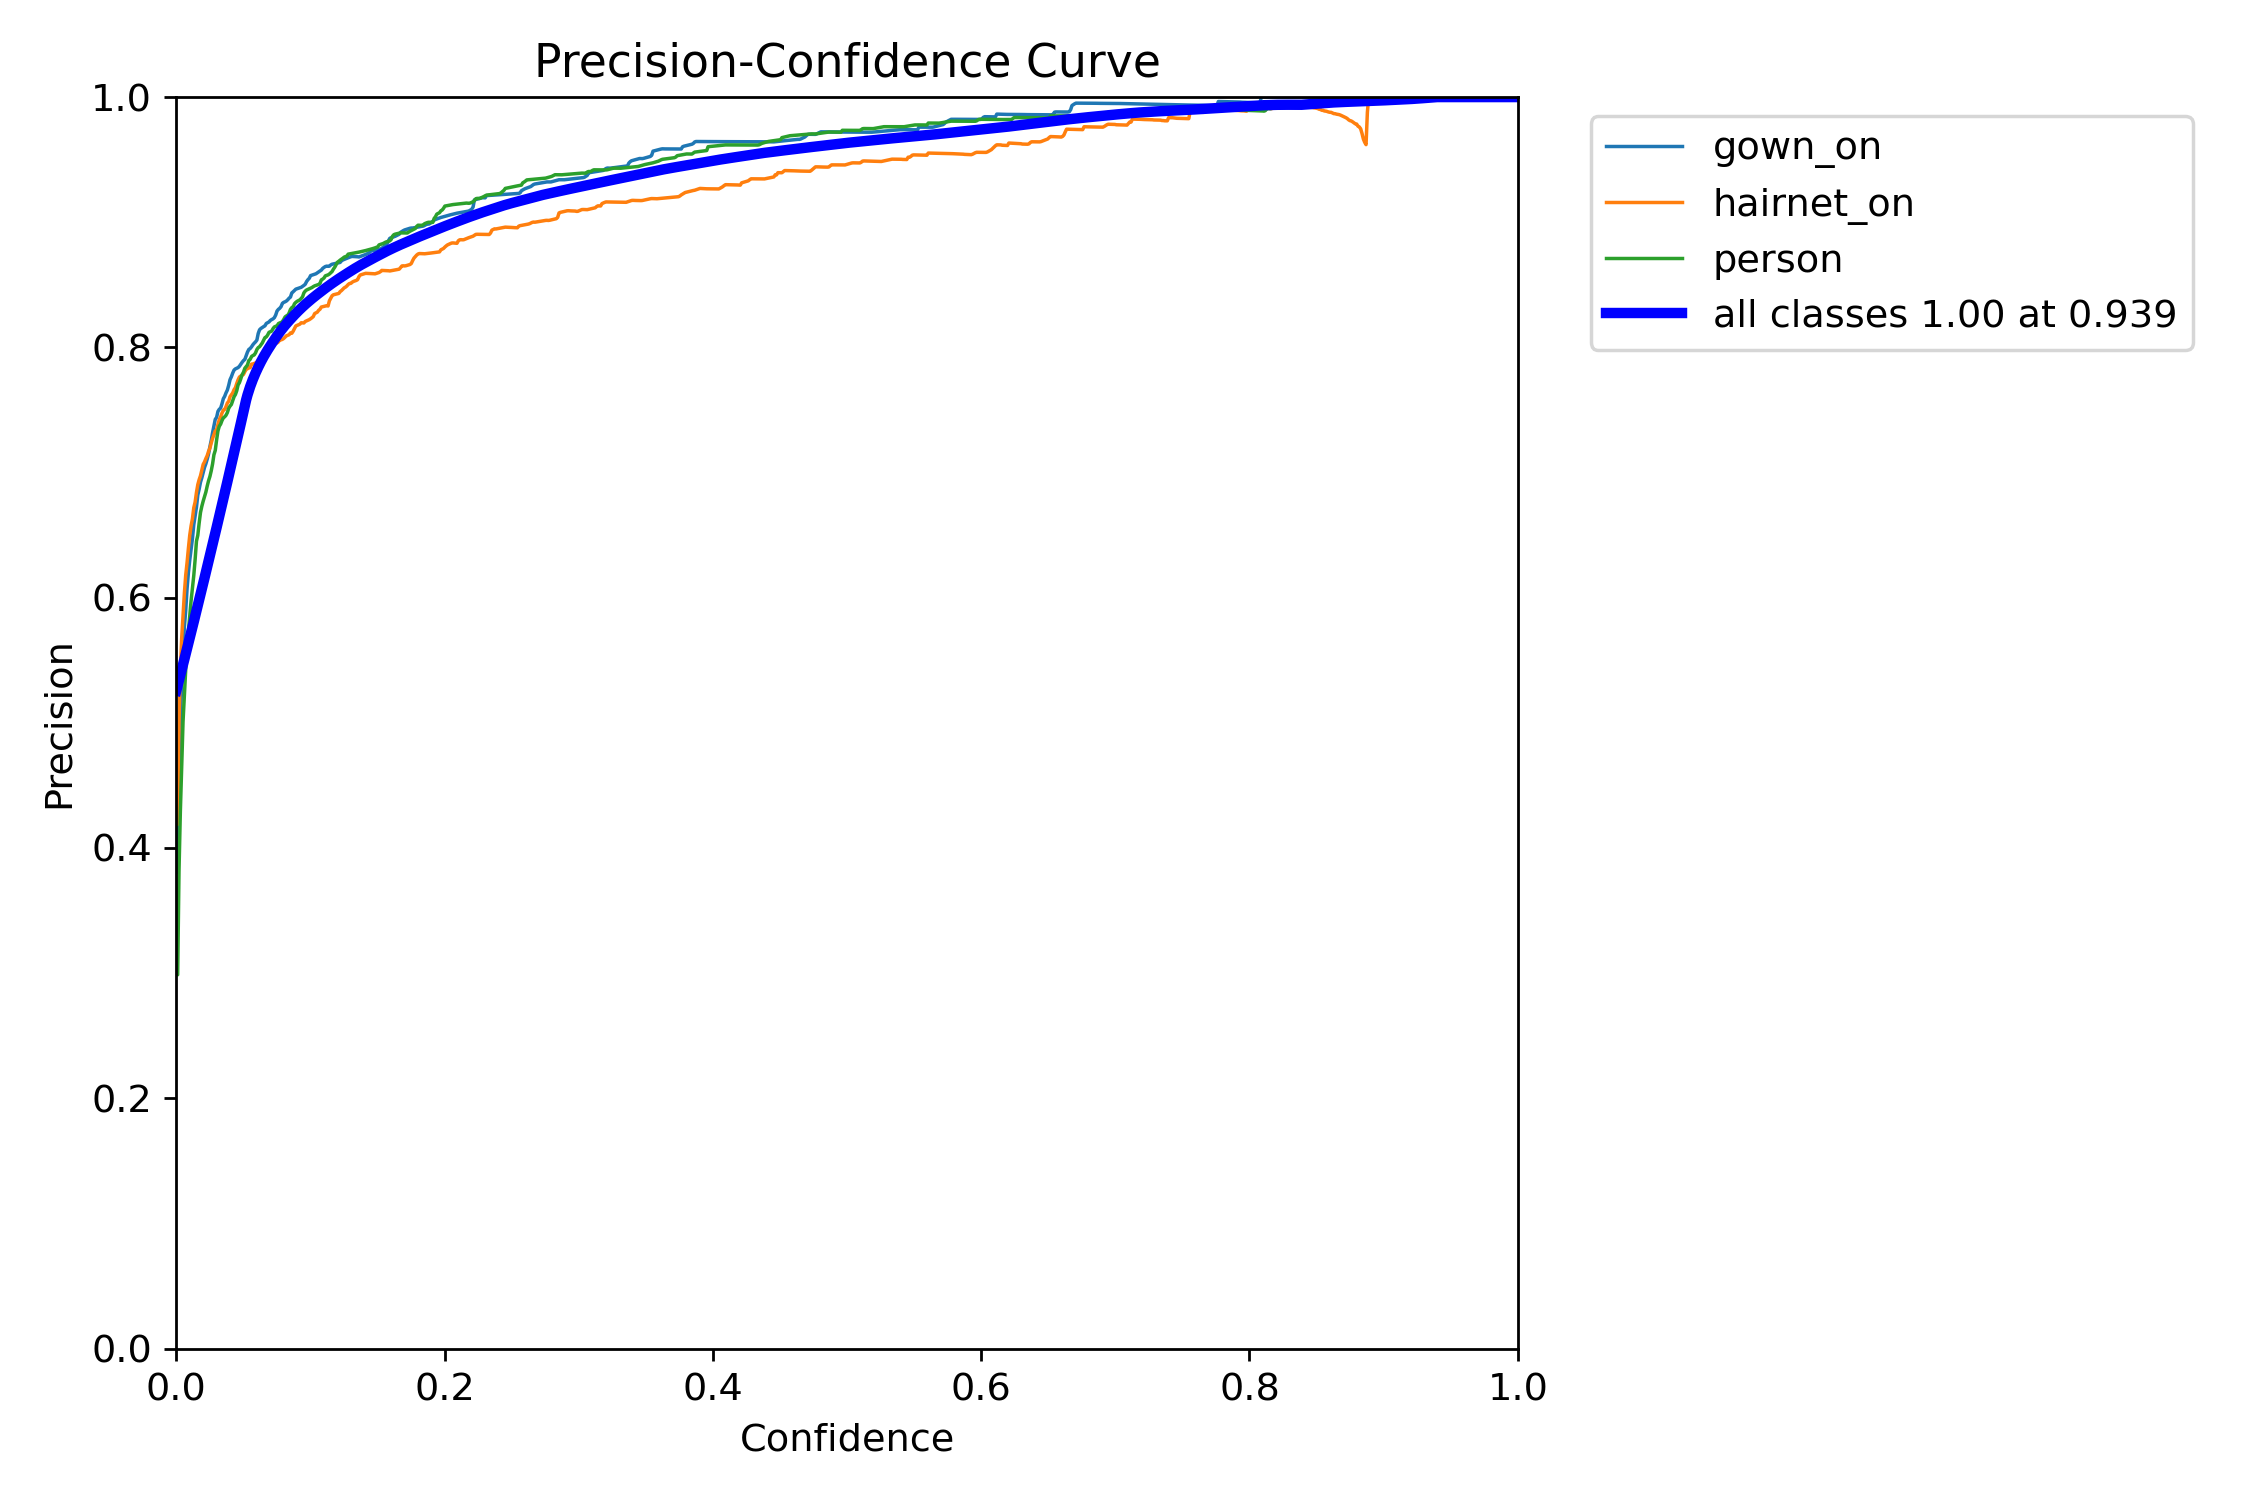 Precision-Confidence Curve
1.0
0.8
0.6
0.4
0.2
0.0
Precision
0.0 0.2 0.4 0.6 0.8 1.0
Confidence
gown_on
hairnet_on
person
all classes 1.00 at 0.939